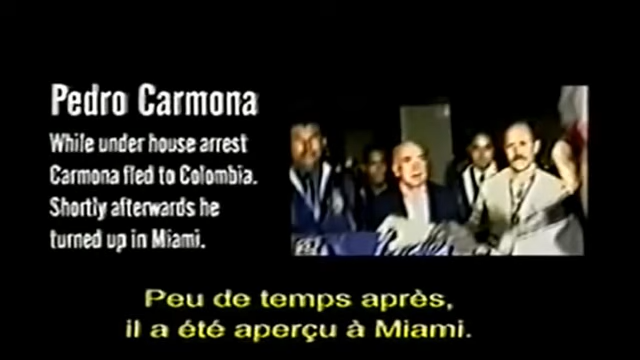 Pedro Carmona
While under house arrest
Carmona fled to Colombia.
Shortly afterwards he
turned up in Miami.
Peu de temps après,
il a été aperçu à Miami.